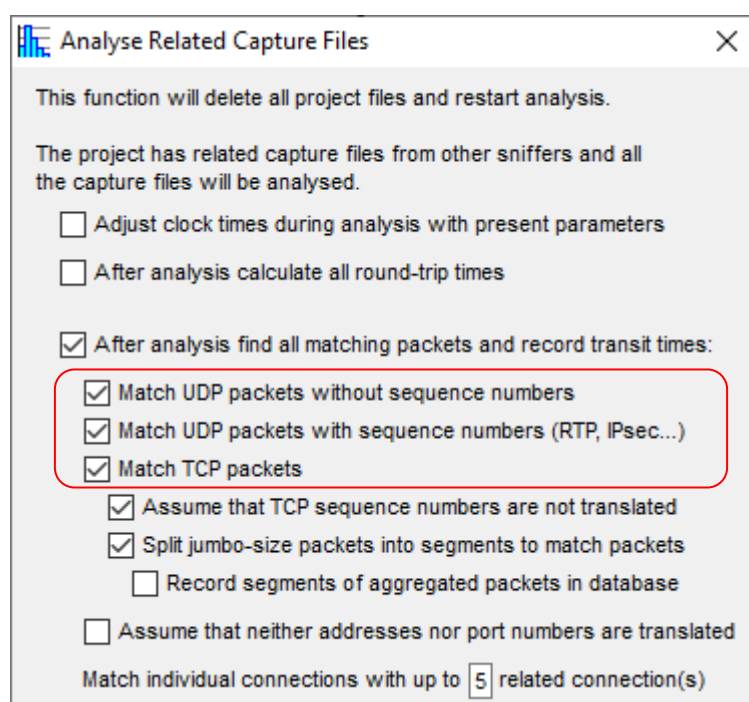 Analyse Related Capture Files
This function will delete all project files and restart analysis.
The project has related capture files from other sniffers and all
the capture files will be analysed.
Adjust clock times during analysis with present parameters
After analysis calculate all round-trip times
After analysis find all matching packets and record transit times:
Match UDP packets without sequence numbers
Match UDP packets with sequence numbers (RTP, IPsec...)
Match TCP packets
Assume that TCP sequence numbers are not translated
Split jumbo-size packets into segments to match packets
Record segments of aggregated packets in database
Assume that neither addresses nor port numbers are translated
Match individual connections with up to 5 related connection(s)